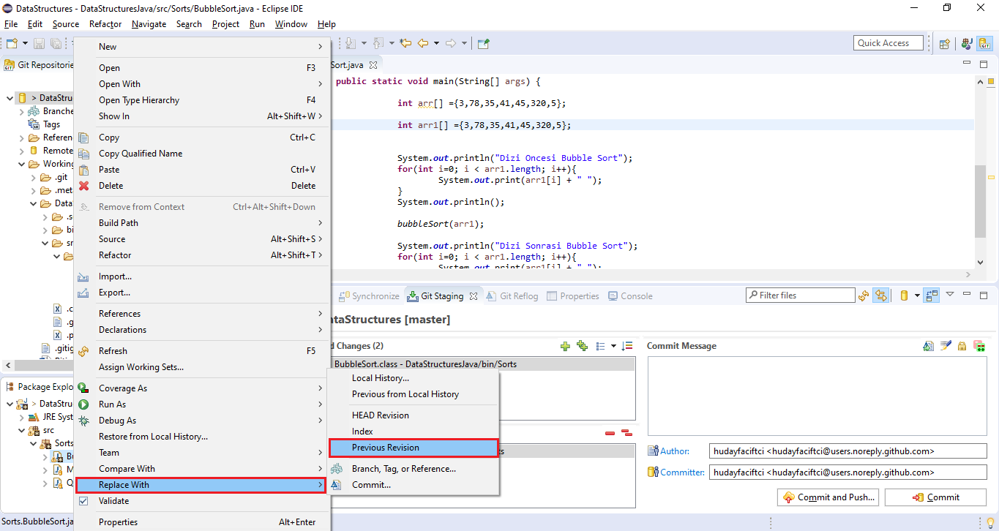 DataStructures - DataStructuresJava/src/Sorts/BubbleSort.java - Eclipse IDE
File Edit Source Refactor Navigate Search Project Run Window Help
Quick Access
Git Repositorie
> DataStru
Branche
Tags
Referen
Remote
Working
.git
.met
Data
.s
bi
sr
.c
.g
.p
.gitig
Package Explo
> DataStru
JRE Syst
src
Sorts
Bu
M
Q
Sorts.BubbleSort.ja
New
Open F3
Open With
Open Type Hierarchy F4
Show In Alt+Shift+W
Copy Ctrl+C
Copy Qualified Name
Paste Ctrl+V
Delete Delete
Remove from Context Ctrl+Alt+Shift+Down
Build Path
Source Alt+Shift+S
Refactor Alt+Shift+T
Import...
Export...
References
Declarations
Refresh F5
Assign Working Sets...
Coverage As
Run As
Debug As
Restore from Local History...
Team
Compare With
Replace With
Validate
Properties Alt+Enter
Sort.java
public static void main(String[] args) {
int arr[] ={3,78,35,41,45,320,5};
int arr1[] ={3,78,35,41,45,320,5};
System.out.println("Dizi Oncesi Bubble Sort");
for(int i=0; i < arr1.length; i++){
System.out.print(arr1[i] + " ");
}
System.out.println();
bubbleSort(arr1);
System.out.println("Dizi Sonrasi Bubble Sort");
for(int i=0; i < arr1.length; i++){
System.out.print(arr1[i] + " ");
Synchronize Git Staging Git Reflog Properties Console Filter files
ataStructures [master]
d Changes (2)
BubbleSort.class - DataStructuresJava/bin/Sorts
Local History...
Previous from Local History
HEAD Revision
Index
Previous Revision
Branch, Tag, or Reference...
Commit...
ts
Commit Message
Author: hudayfaciftci <hudayfaciftci@users.noreply.github.com>
Committer: hudayfaciftci <hudayfaciftci@users.noreply.github.com>
Commit and Push... Commit